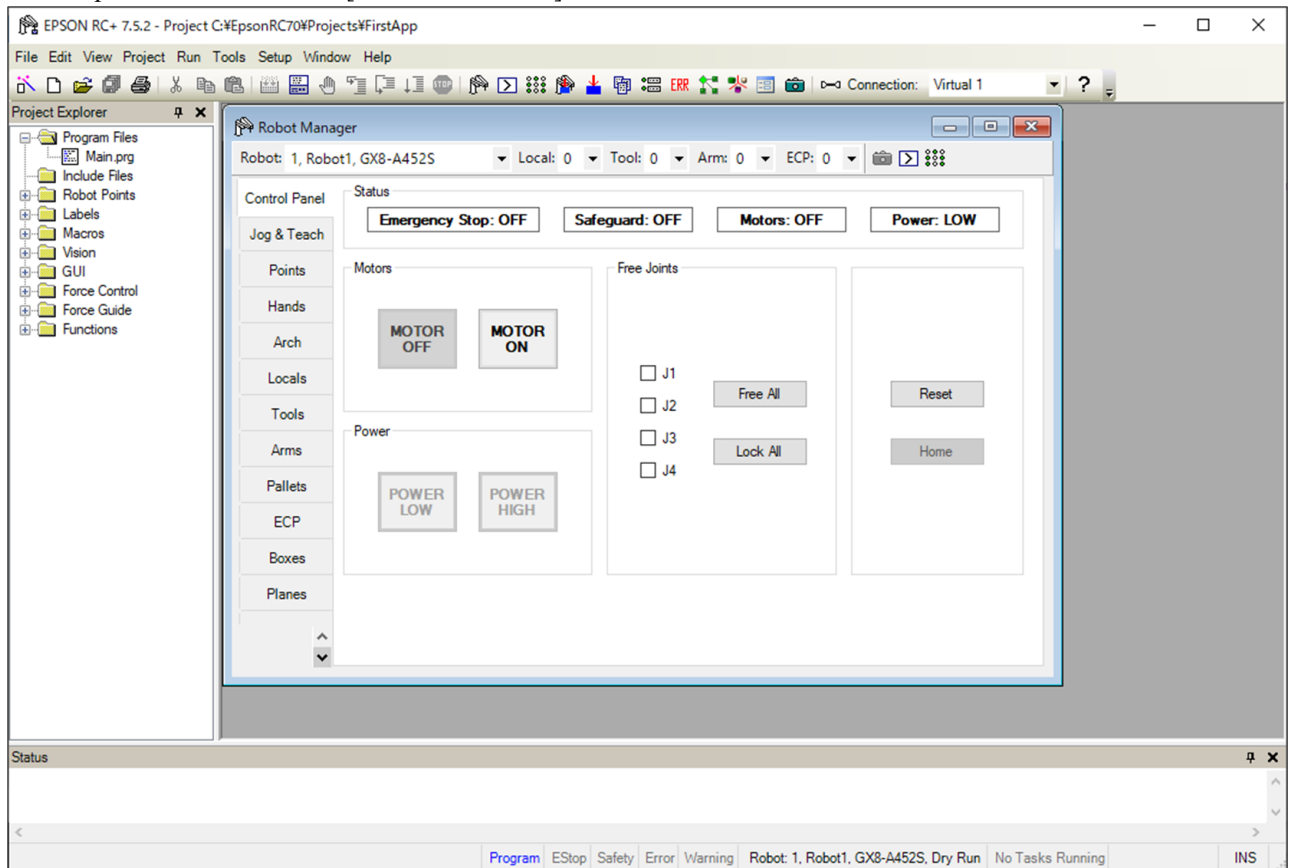 EPSON RC+ 7.5.2 - Project C:¥EpsonRC70¥Projects¥FirstApp
File Edit View Project Run Tools Setup Window Help
STOP ERR Connection: Virtual 1 ?
Project Explorer
Program Files
Main.prg
Include Files
Robot Points
Labels
Macros
Vision
GUI
Force Control
Force Guide
Functions
Robot Manager
Robot: 1, Robot1, GX8-A452S Local: 0 Tool: 0 Arm: 0 ECP: 0
Control Panel
Jog & Teach
Points
Hands
Arch
Locals
Tools
Arms
Pallets
ECP
Boxes
Planes
Status
Emergency Stop: OFF Safeguard: OFF Motors: OFF Power: LOW
Motors
MOTOR OFF
MOTOR ON
Power
POWER LOW
POWER HIGH
Free Joints
J1
J2
J3
J4
Free All
Lock All
Reset
Home
Status
Program EStop Safety Error Warning Robot: 1, Robot1, GX8-A452S, Dry Run No Tasks Running INS